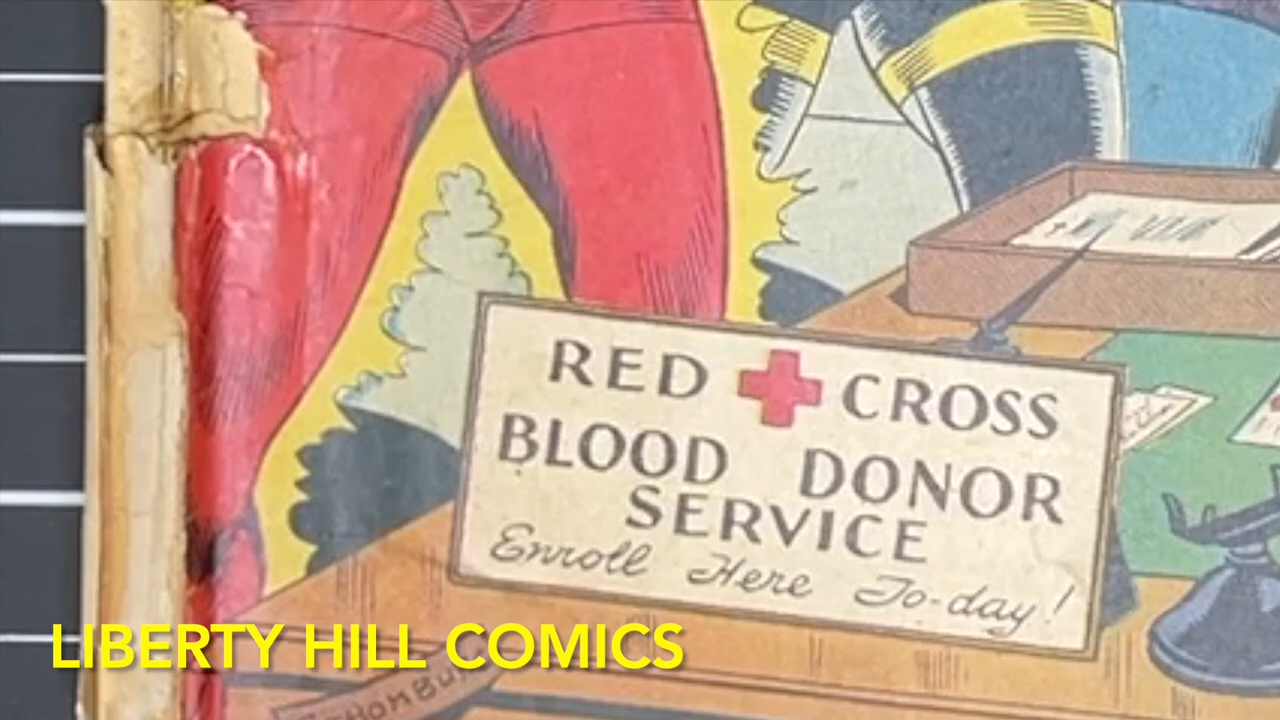 RED CROSS
BLOOD DONOR
SERVICE
Enroll Here To-day!
LIBERTY HILL COMICS